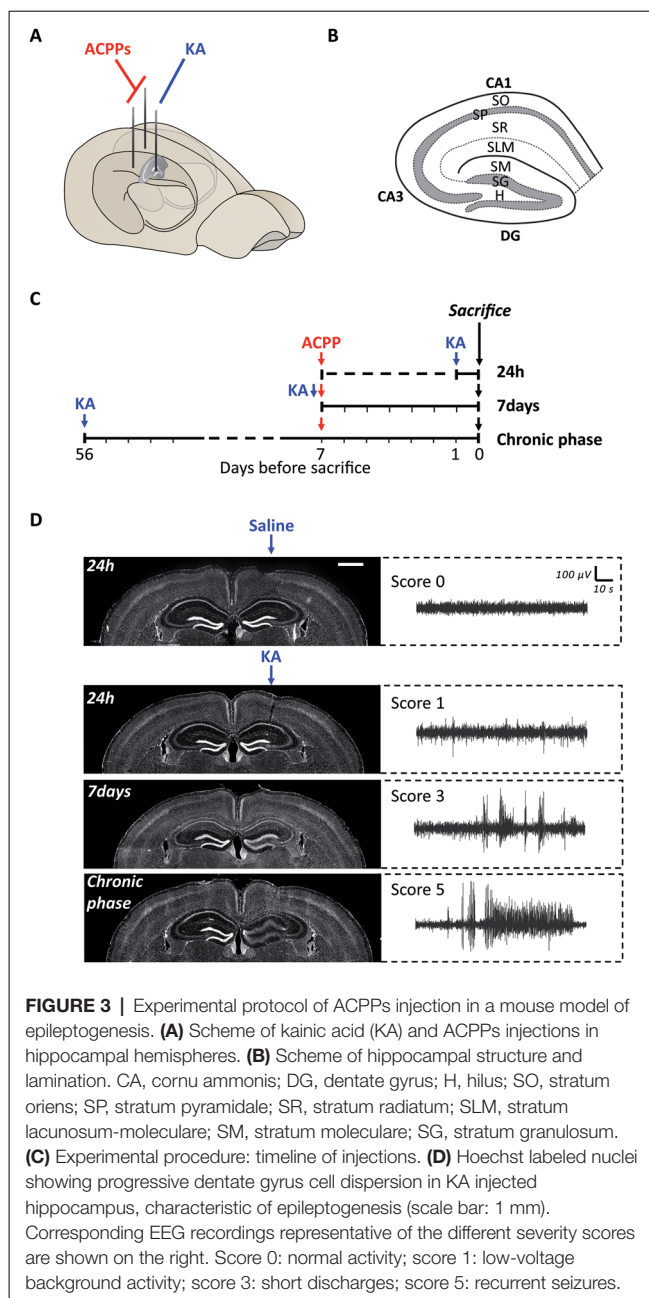 A
ACPPs
KA
B
CA1
SO
SP
SR
SLM
SM
SG
H
CA3
DG
C
Sacrifice
ACPP
KA
24h
KA
7days
KA
Chronic phase
56
7
1
0
Days before sacrifice
D
Saline
24h
Score 0
100 µV
10 s
KA
24h
Score 1
7days
Score 3
Chronic
phase
Score 5
FIGURE 3 | Experimental protocol of ACPPs injection in a mouse model of
epileptogenesis. (A) Scheme of kainic acid (KA) and ACPPs injections in
hippocampal hemispheres. (B) Scheme of hippocampal structure and
lamination. CA, cornu ammonis; DG, dentate gyrus; H, hilus; SO, stratum
oriens; SP, stratum pyramidale; SR, stratum radiatum; SLM, stratum
lacunosum-moleculare; SM, stratum moleculare; SG, stratum granulosum.
(C) Experimental procedure: timeline of injections. (D) Hoechst labeled nuclei
showing progressive dentate gyrus cell dispersion in KA injected
hippocampus, characteristic of epileptogenesis (scale bar: 1 mm).
Corresponding EEG recordings representative of the different severity scores
are shown on the right. Score 0: normal activity; score 1: low-voltage
background activity; score 3: short discharges; score 5: recurrent seizures.